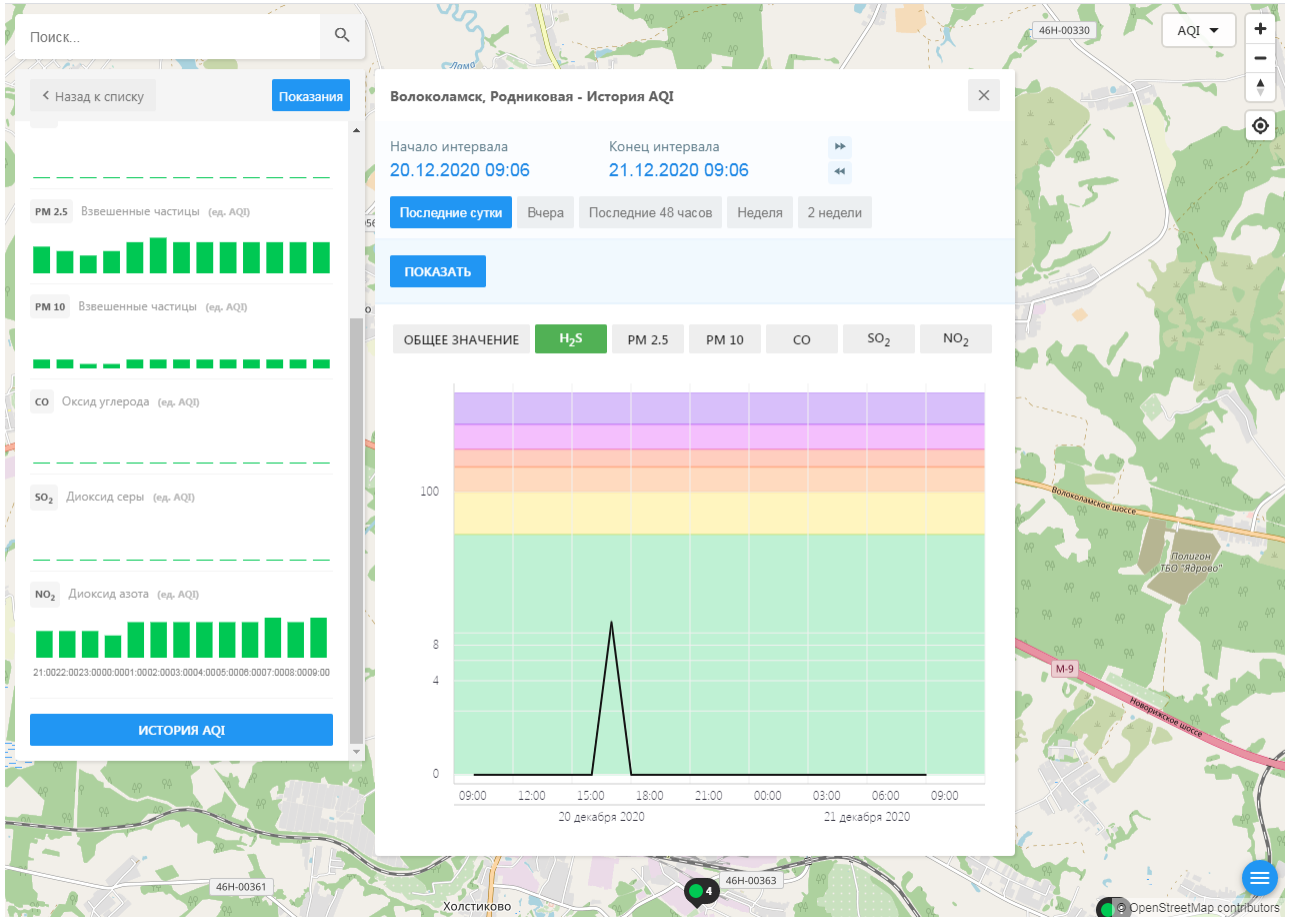 Поиск...
Назад к списку
Показания
PM 2.5 Взвешенные частицы (ед. AQI)
PM 10 Взвешенные частицы (ед. AQI)
CO Оксид углерода (ед. AQI)
SO2 Диоксид серы (ед. AQI)
NO2 Диоксид азота (ед. AQI)
21:0022:0023:0000:0001:0002:0003:0004:0005:0006:0007:0008:0009:00
ИСТОРИЯ AQI
Волоколамск, Родниковая - История AQI
Начало интервала Конец интервала
20.12.2020 09:06 21.12.2020 09:06
Последние сутки Вчера Последние 48 часов Неделя 2 недели
ПОКАЗАТЬ
ОБЩЕЕ ЗНАЧЕНИЕ H2S PM 2.5 PM 10 CO SO2 NO2
100
8
4
0
09:00 12:00 15:00 18:00 21:00 00:00 03:00 06:00 09:00
20 декабря 2020 21 декабря 2020
Лама
46Н-00330
AQI
Волоколамское шоссе
Полигон
ТБО "Ядрово"
М-9
Новорижское шоссе
46Н-00361
46Н-00363
4
Холстиково
© OpenStreetMap contributors